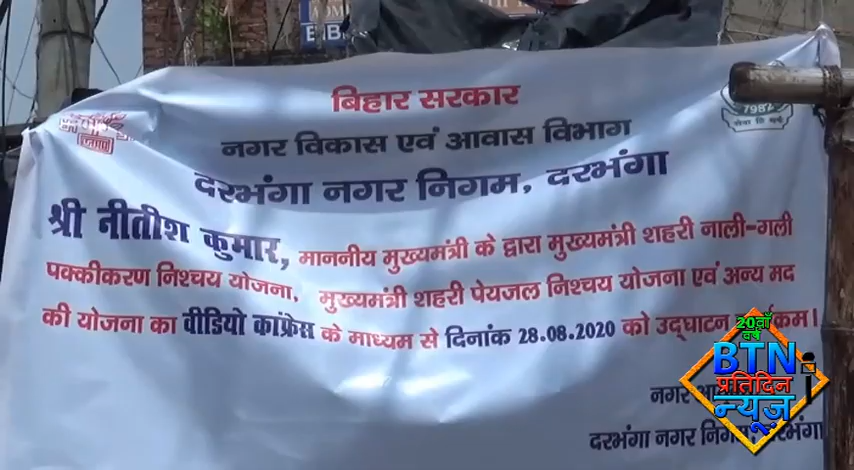 बिहार सरकार
नगर विकास एवं आवास विभाग
दरभंगा नगर निगम, दरभंगा
श्री नीतीश कुमार, माननीय मुख्यमंत्री के द्वारा मुख्यमंत्री शहरी नाली-गली
पक्कीकरण निश्चय योजना, मुख्यमंत्री शहरी पेयजल निश्चय योजना एवं अन्य मद
की योजना का वीडियो कांफ्रेस के माध्यम से दिनांक 28.08.2020 को उद्घाटन
नगर
दरभंगा नगर निगम, दरभंगा
1982
20वाँ
वर्ष
BTN
प्रतिदिन
न्यूज